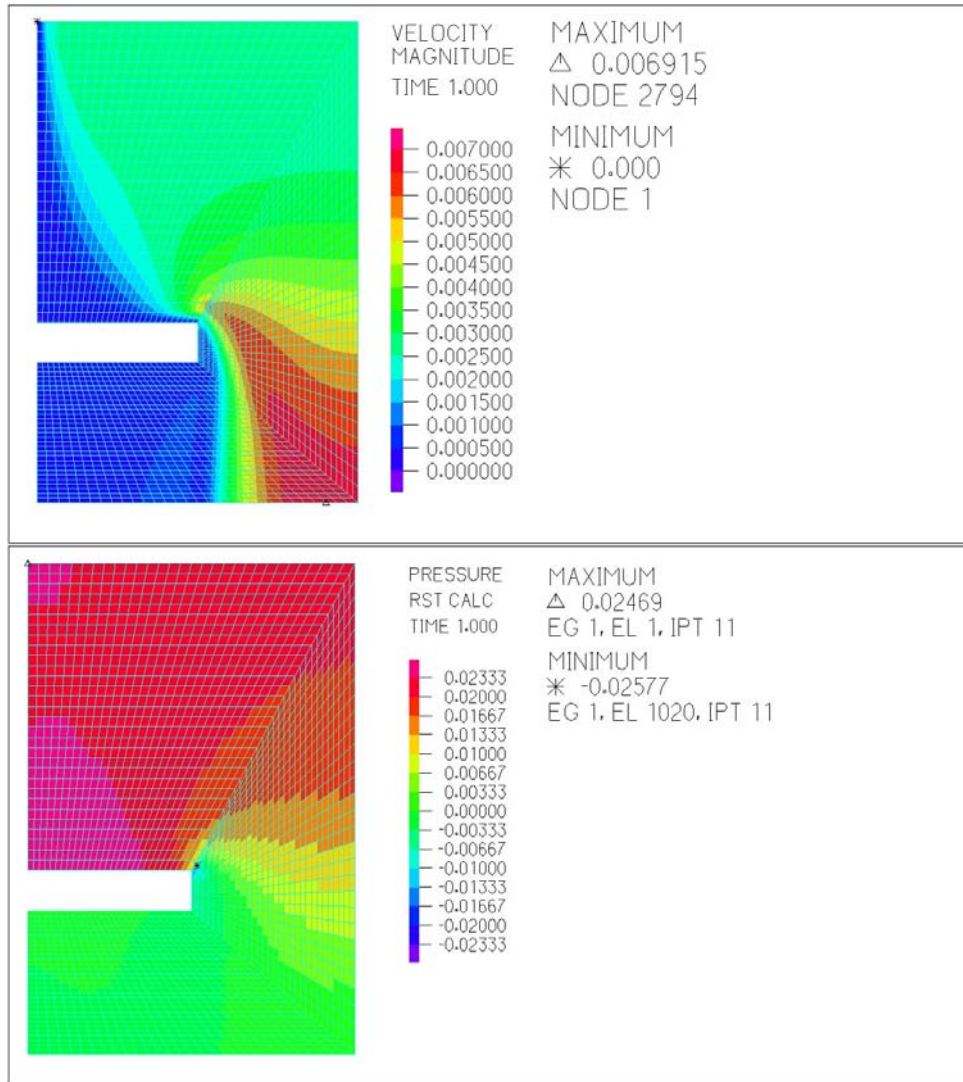 VELOCITY
MAGNITUDE
TIME 1.000
0.007000
0.006500
0.006000
0.005500
0.005000
0.004500
0.004000
0.003500
0.003000
0.002500
0.002000
0.001500
0.001000
0.000500
0.000000
MAXIMUM
Δ 0.006915
NODE 2794
MINIMUM
* 0.000
NODE 1
PRESSURE
RST CALC
TIME 1.000
0.02333
0.02000
0.01667
0.01333
0.01000
0.00667
0.00333
0.00000
-0.00333
-0.00667
-0.01000
-0.01333
-0.01667
-0.02000
-0.02333
MAXIMUM
Δ 0.02469
EG 1, EL 1, IPT 11
MINIMUM
* -0.02577
EG 1, EL 1020, IPT 11